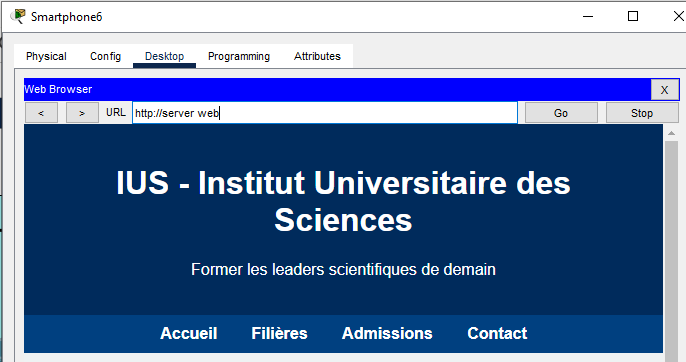 Smartphone6
Physical Config Desktop Programming Attributes
Web Browser X
< > URL http://server web Go Stop
IUS - Institut Universitaire des
Sciences
Former les leaders scientifiques de demain
Accueil Filières Admissions Contact